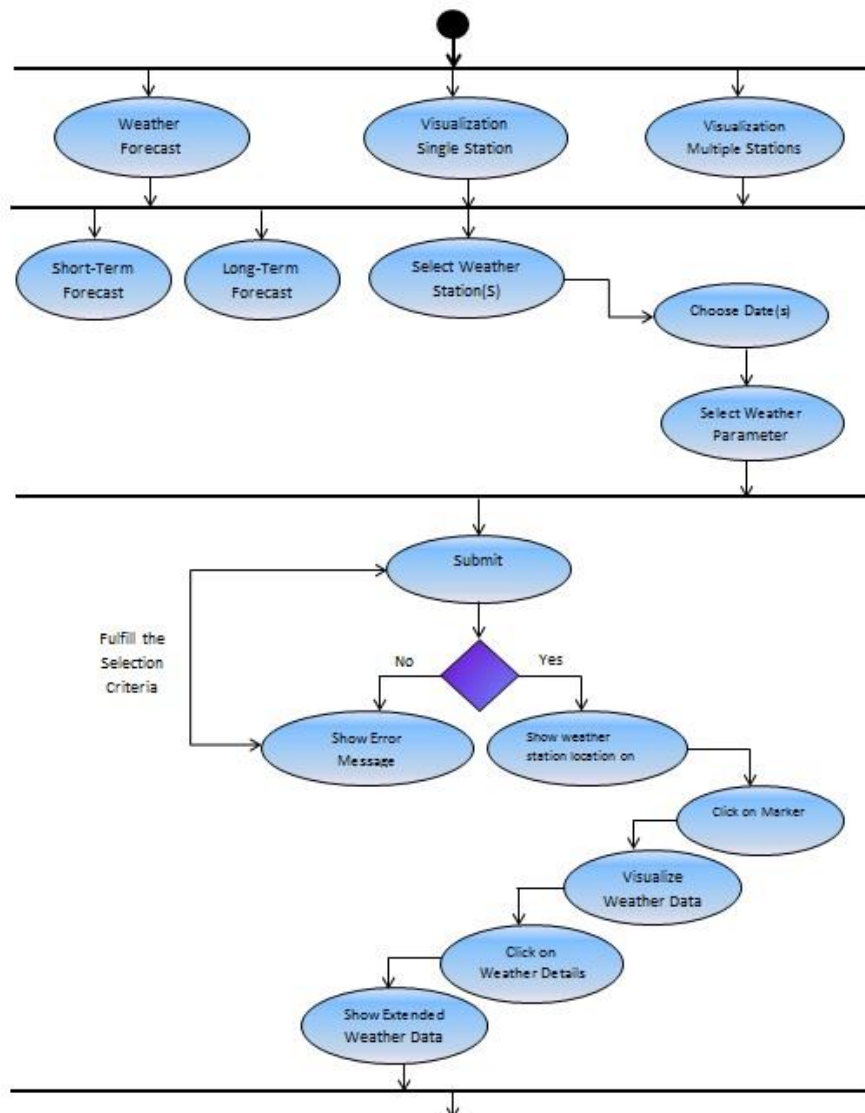 Weather
Forecast
Visualization
Single Station
Visualization
Multiple Stations
Short-Term
Forecast
Long-Term
Forecast
Select Weather
Station(S)
Choose Date(s)
Select Weather
Parameter
Submit
Fulfill the
Selection
Criteria
No
Yes
Show Error
Message
Show weather
station location on
Click on Marker
Visualize
Weather Data
Click on
Weather Details
Show Extended
Weather Data